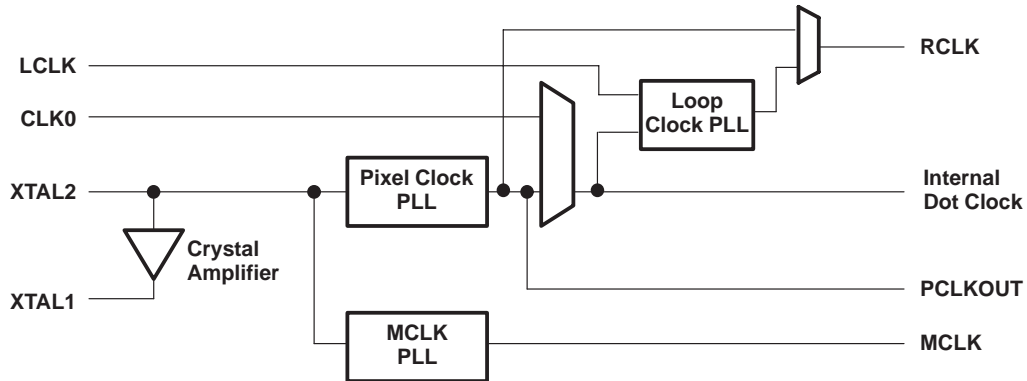 LCLK
CLK0
XTAL2
XTAL1
Crystal
Amplifier
Pixel Clock
PLL
MCLK
PLL
Loop
Clock PLL
RCLK
Internal
Dot Clock
PCLKOUT
MCLK